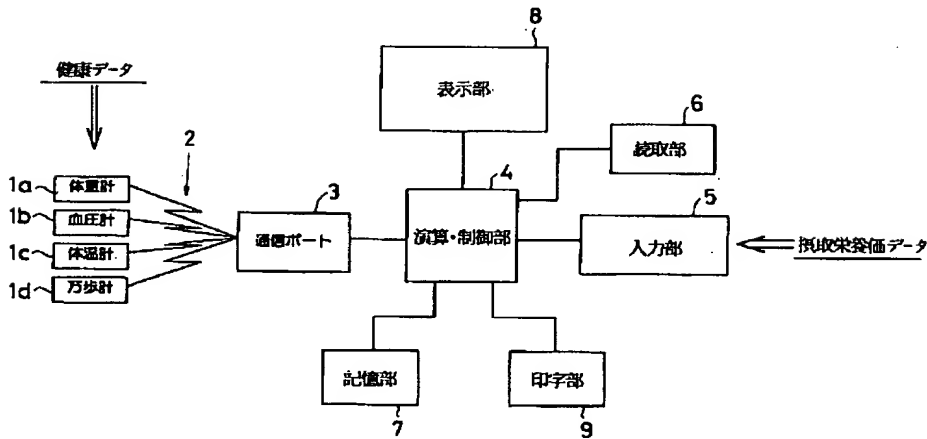 8
表示部
健康データ
2
6
読取部
1a
体重計
1b
血圧計
1c
体温計
1d
万歩計
3
通信ポート
4
演算・制御部
5
入力部
摂取栄養価データ
記憶部
7
印字部
9